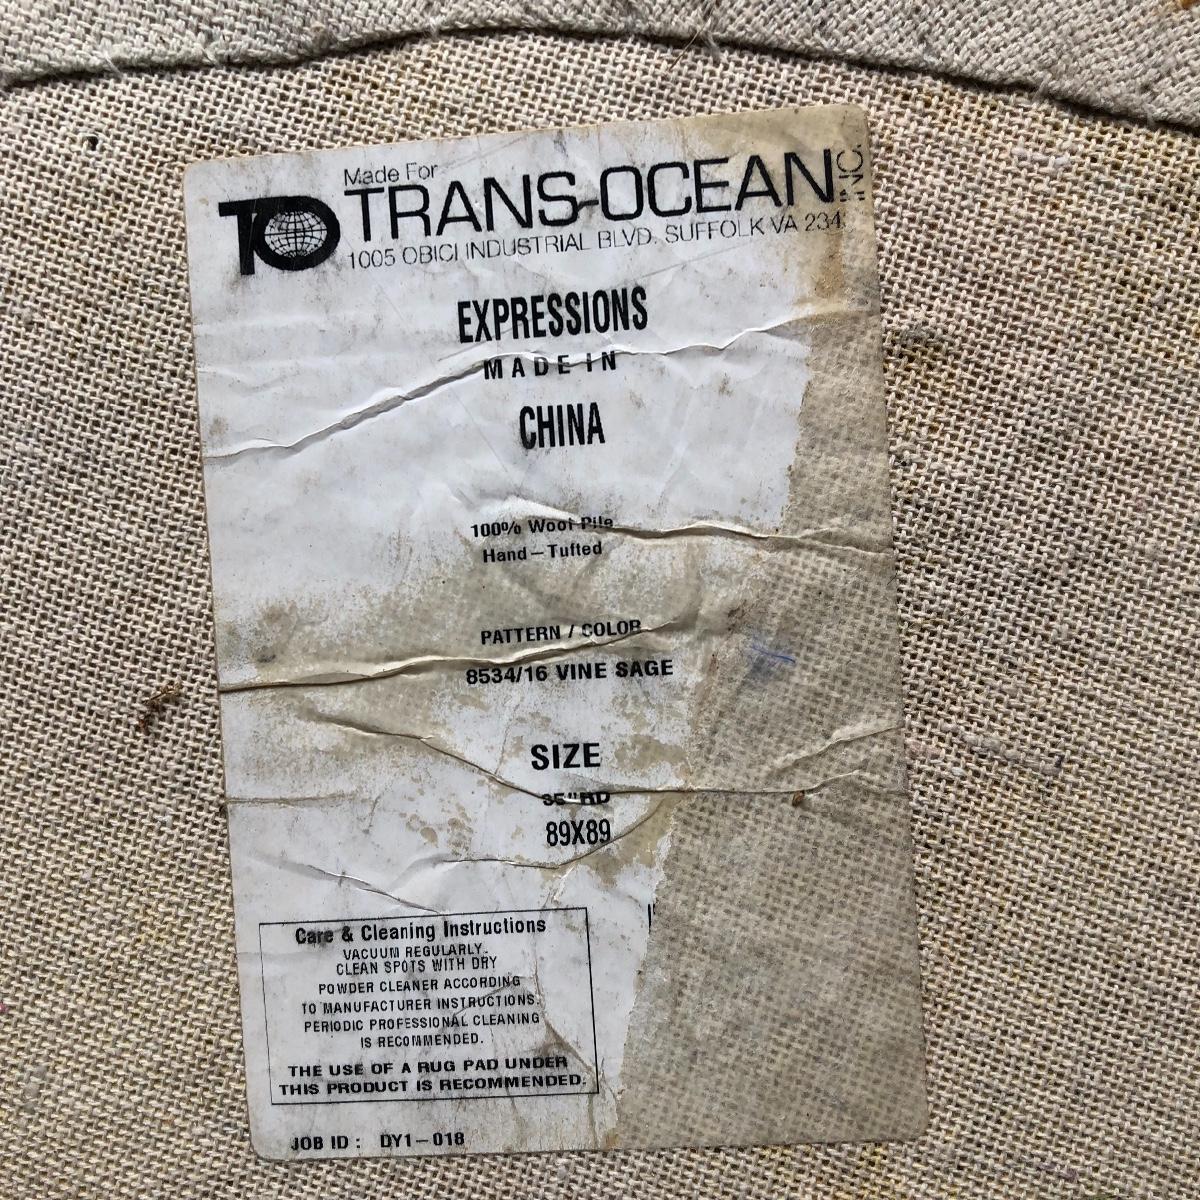 Made For
TO TRANS-OCEAN INC.
1005 OBICI INDUSTRIAL BLVD. SUFFOLK VA 234
EXPRESSIONS
MADE IN
CHINA
100% Wool Pile
Hand-Tufted
PATTERN / COLOR
8534/16 VINE SAGE
SIZE
RD
89X89
Care & Cleaning Instructions
VACUUM REGULARLY.
CLEAN SPOTS WITH DRY
POWDER CLEANER ACCORDING
TO MANUFACTURER INSTRUCTIONS.
PERIODIC PROFESSIONAL CLEANING
IS RECOMMENDED.
THE USE OF A RUG PAD UNDER
THIS PRODUCT IS RECOMMENDED.
JOB ID : DY1-018